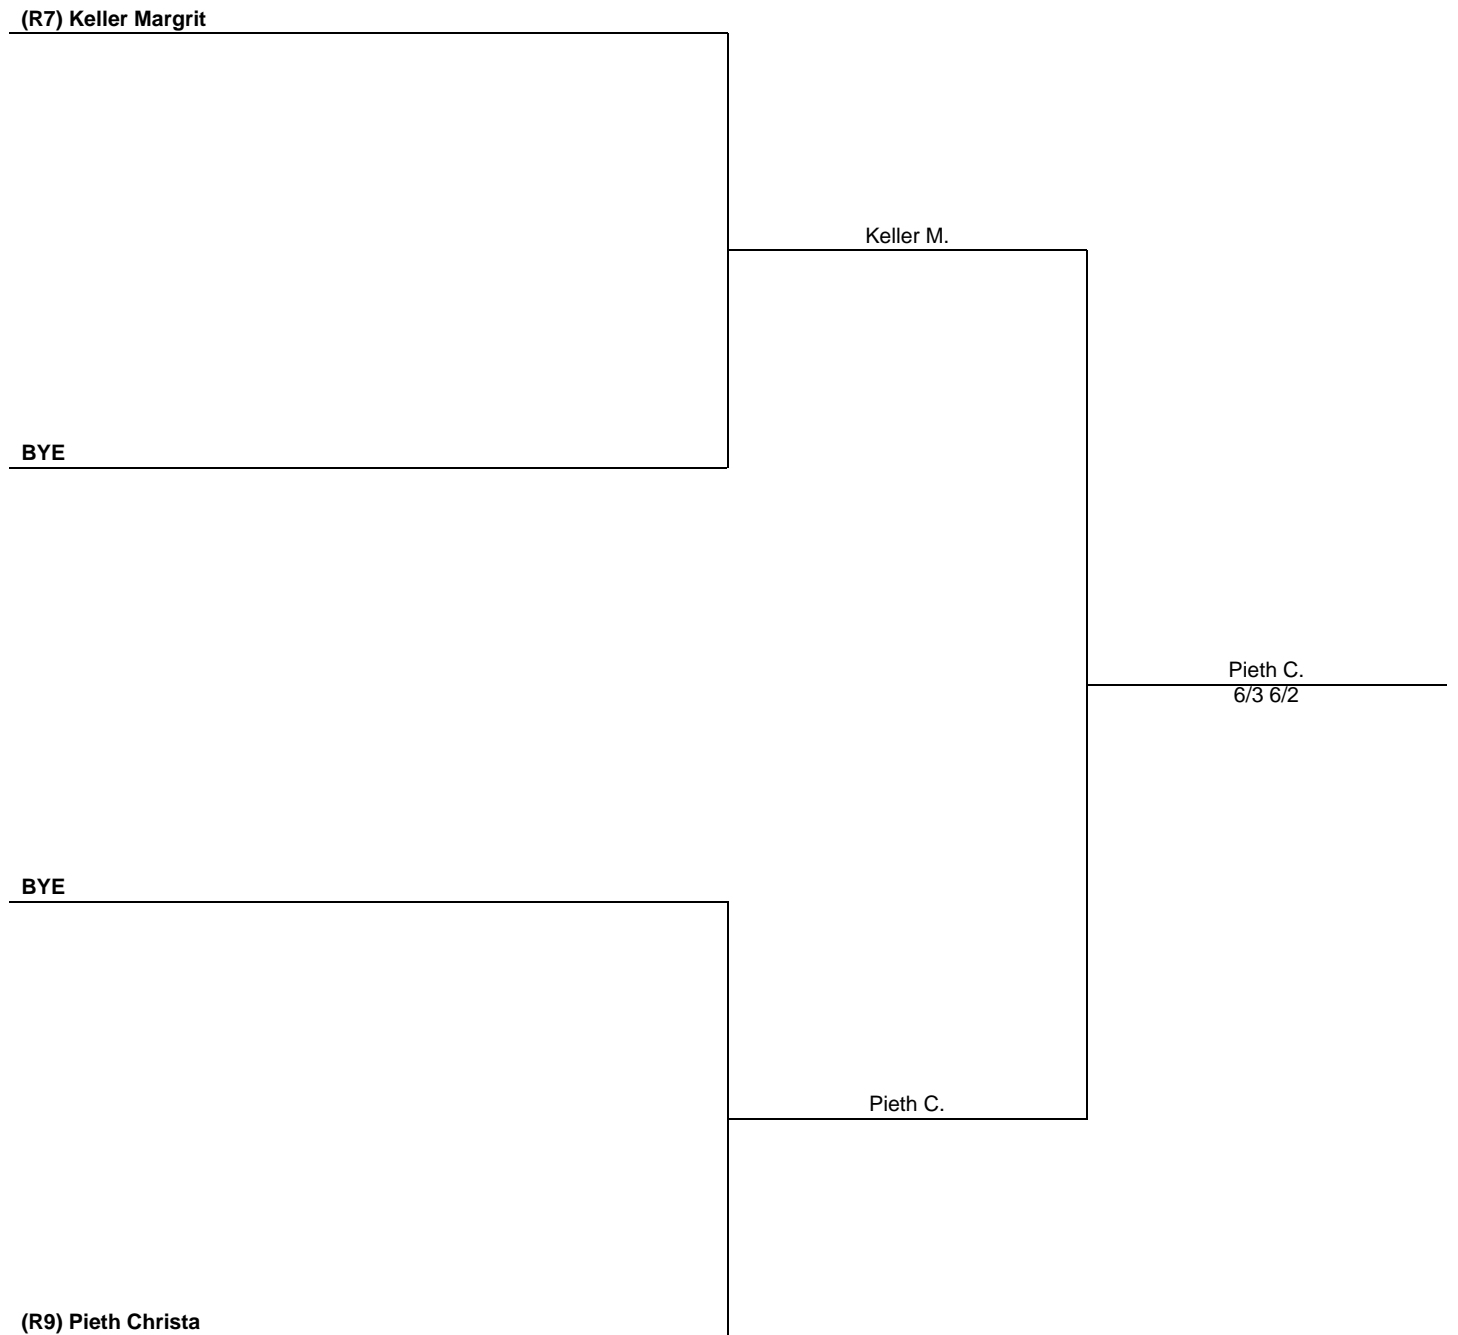 (R7) Keller Margrit
Keller M.
BYE
Pieth C.
6/3 6/2
BYE
Pieth C.
(R9) Pieth Christa